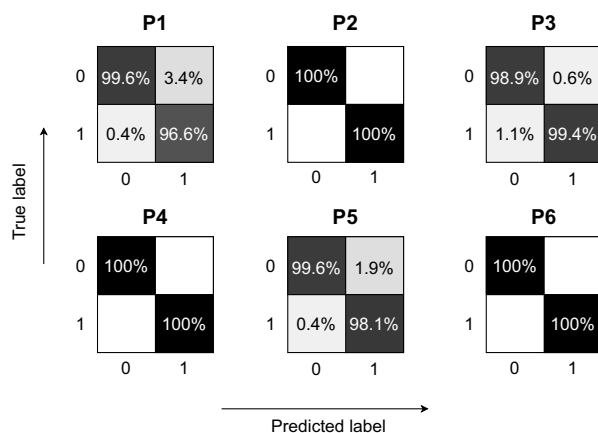 P1 P2 P3
0 99.6% 3.4% 0 100% 0 98.9% 0.6%
1 0.4% 96.6% 1 100% 1 1.1% 99.4%
0 1 0 1 0 1
True label
P4 P5 P6
0 100% 0 99.6% 1.9% 0 100%
1 100% 1 0.4% 98.1% 1 100%
0 1 0 1 0 1
Predicted label